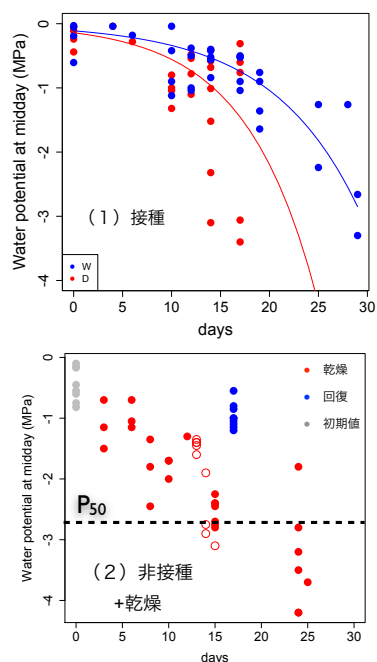 Water potential at midday (MPa)
0
-1
-2
-3
-4
（1）接種
W
D
0 5 10 15 20 25 30
days
Water potential at midday (MPa)
0
-1
-2
-3
-4
乾燥
回復
初期値
P50
（2）非接種
+乾燥
0 5 10 15 20 25 30
days